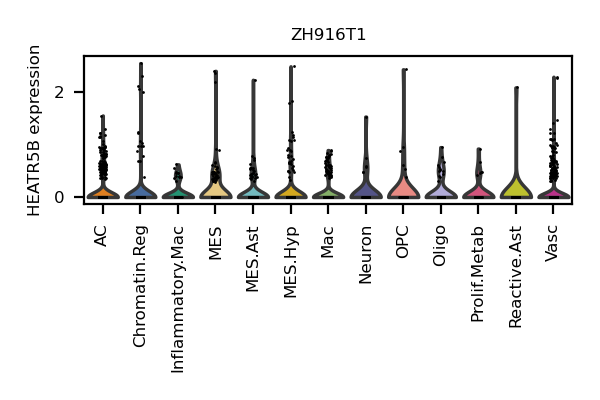 ZH916T1
HEATR5B expression
2
0
AC
Chromatin.Reg
Inflammatory.Mac
MES
MES.Ast
MES.Hyp
Mac
Neuron
OPC
Oligo
Prolif.Metab
Reactive.Ast
Vasc